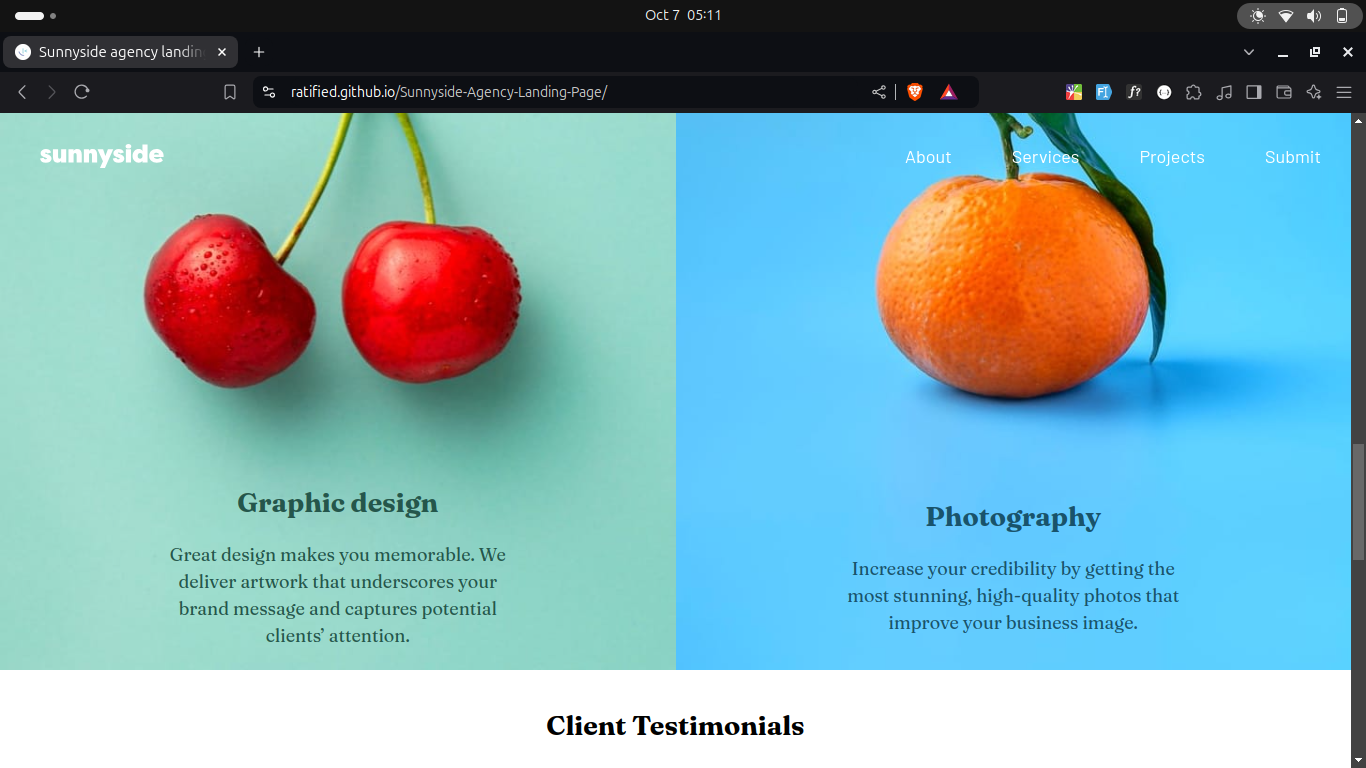 Oct 7 05:11
Sunnyside agency landin
ratified.github.io/Sunnyside-Agency-Landing-Page/
sunnyside
About Services Projects Submit
Graphic design
Great design makes you memorable. We
deliver artwork that underscores your
brand message and captures potential
clients’ attention.
Photography
Increase your credibility by getting the
most stunning, high-quality photos that
improve your business image.
Client Testimonials